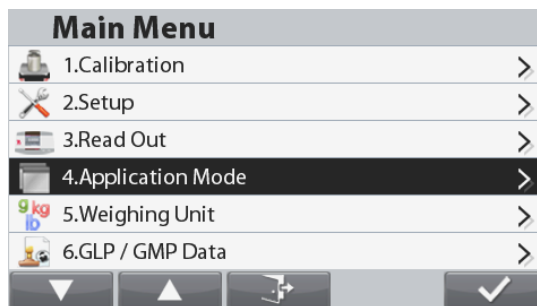 Main Menu
1.Calibration
2.Setup
3.Read Out
4.Application Mode
g kg
5.Weighing Unit
lb
6.GLP / GMP Data